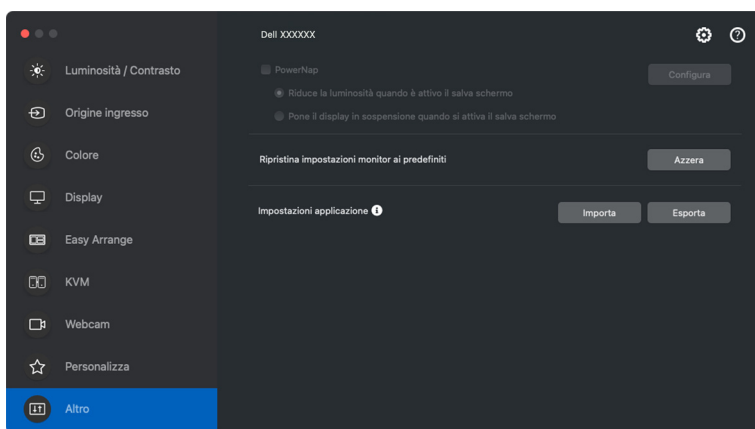 Dell XXXXXX
Luminosità / Contrasto
Origine ingresso
Colore
Display
Easy Arrange
KVM
Webcam
Personalizza
Altro
PowerNap
Configura
Riduce la luminosità quando è attivo il salva schermo
Pone il display in sospensione quando si attiva il salva schermo
Ripristina impostazioni monitor ai predefiniti
Azzera
Impostazioni applicazione
Importa
Esporta